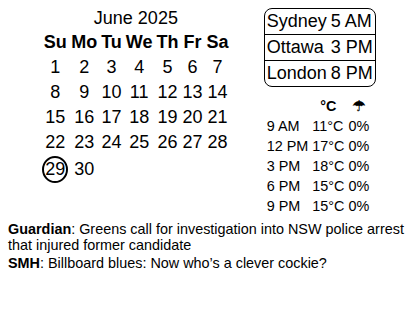 June 2025
Su Mo Tu We Th Fr Sa
1 2 3 4 5 6 7
8 9 10 11 12 13 14
15 16 17 18 19 20 21
22 23 24 25 26 27 28
29 30
Sydney 5 AM
Ottawa 3 PM
London 8 PM
°C ☂
9 AM 11°C 0%
12 PM 17°C 0%
3 PM 18°C 0%
6 PM 15°C 0%
9 PM 15°C 0%
Guardian: Greens call for investigation into NSW police arrest
that injured former candidate
SMH: Billboard blues: Now who’s a clever cockie?